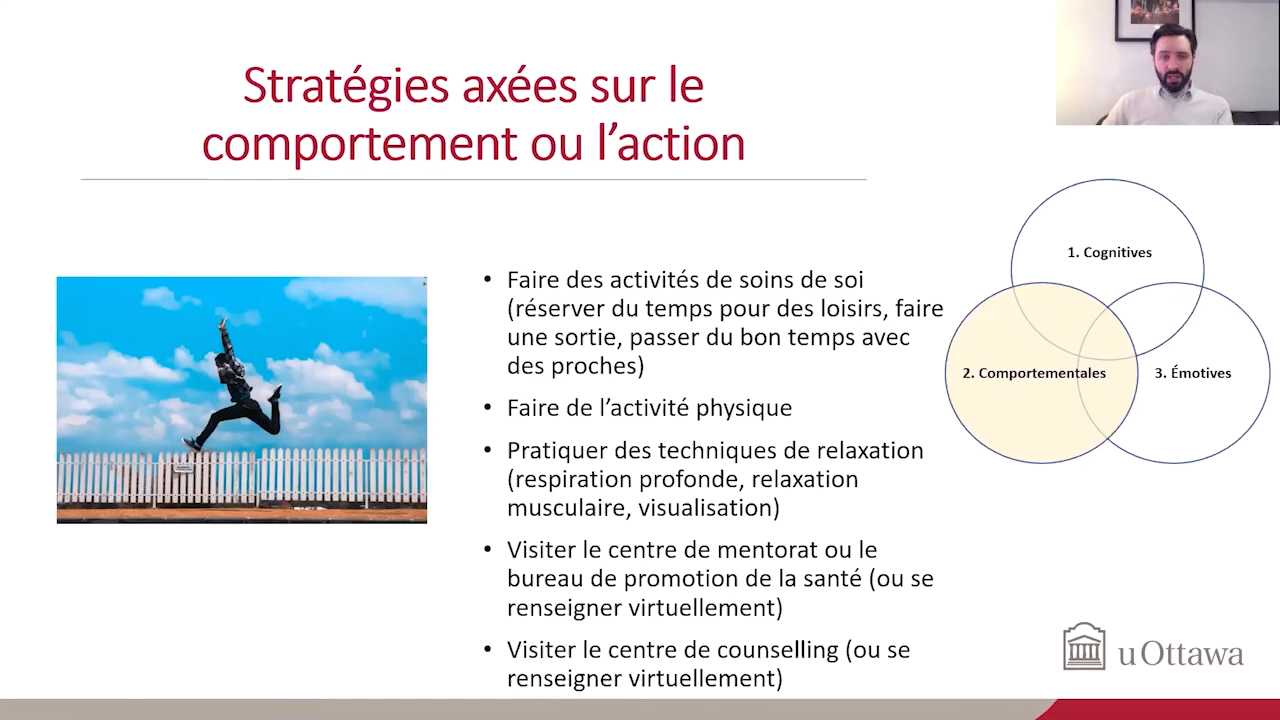 Stratégies axées sur le
comportement ou l’action
• Faire des activités de soins de soi
(réserver du temps pour des loisirs, faire
une sortie, passer du bon temps avec
des proches)
• Faire de l’activité physique
• Pratiquer des techniques de relaxation
(respiration profonde, relaxation
musculaire, visualisation)
• Visiter le centre de mentorat ou le
bureau de promotion de la santé (ou se
renseigner virtuellement)
• Visiter le centre de counselling (ou se
renseigner virtuellement)
1. Cognitives
2. Comportementales
3. Émotives
uOttawa